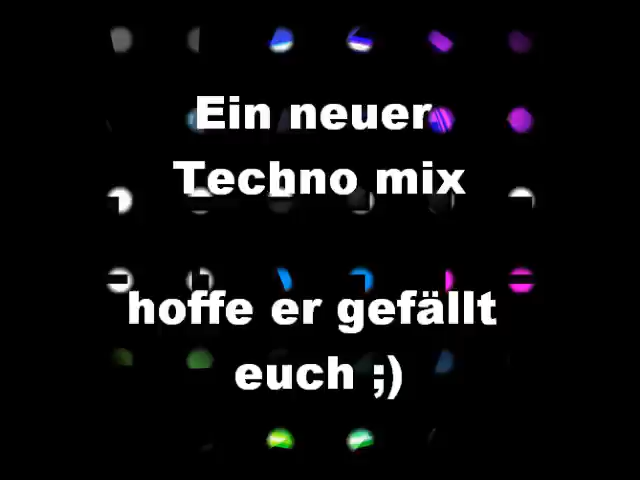 Ein neuer
Techno mix
hoffe er gefällt
euch ;)